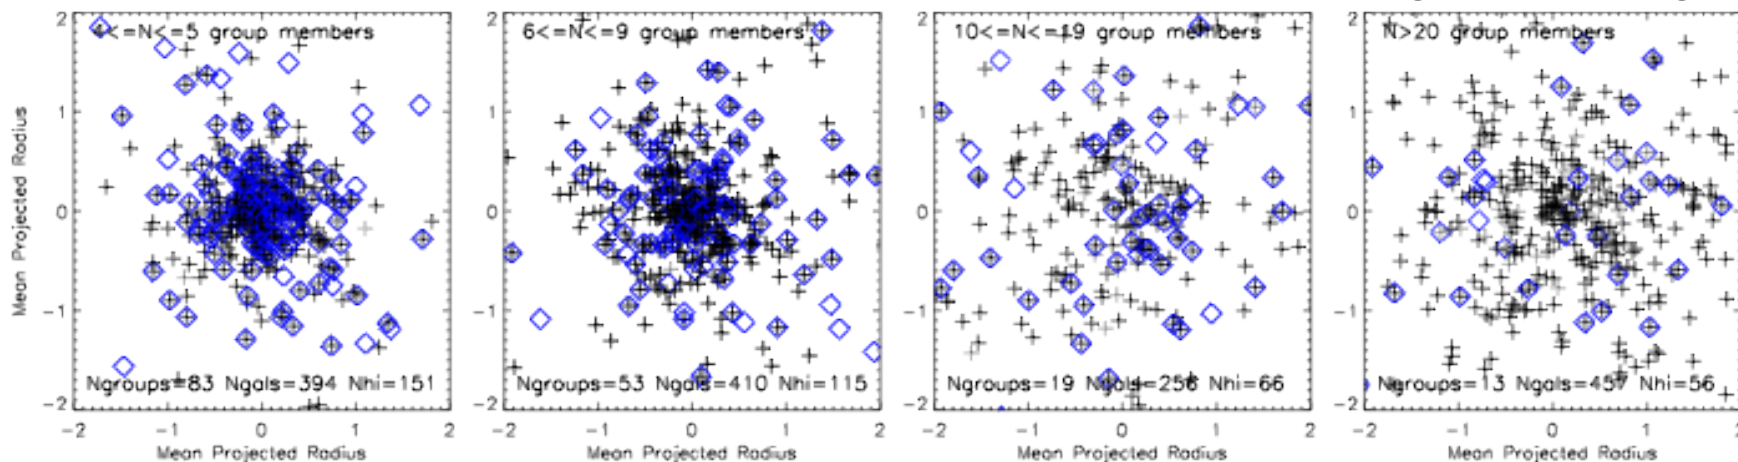 4<=N<=5 group members
6<=N<=9 group members
10<=N<=19 group members
N>20 group members
2
1
0
-1
-2
Mean Projected Radius
Ngroups=83 Ngals=394 Nhi=151
-2 -1 0 1 2
Mean Projected Radius
2
1
0
-1
-2
Ngroups=53 Ngals=410 Nhi=115
-2 -1 0 1 2
Mean Projected Radius
2
1
0
-1
-2
Ngroups=19 Ngals=256 Nhi=66
-2 -1 0 1 2
Mean Projected Radius
2
1
0
-1
-2
Ngroups=13 Ngals=457 Nhi=56
-2 -1 0 1 2
Mean Projected Radius